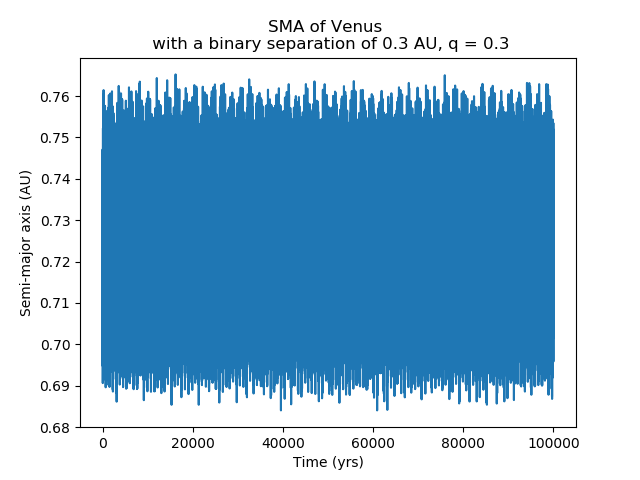 SMA of Venus
with a binary separation of 0.3 AU, q = 0.3
0.76
0.75
0.74
0.73
0.72
0.71
0.70
0.69
0.68
Semi-major axis (AU)
0 20000 40000 60000 80000 100000
Time (yrs)